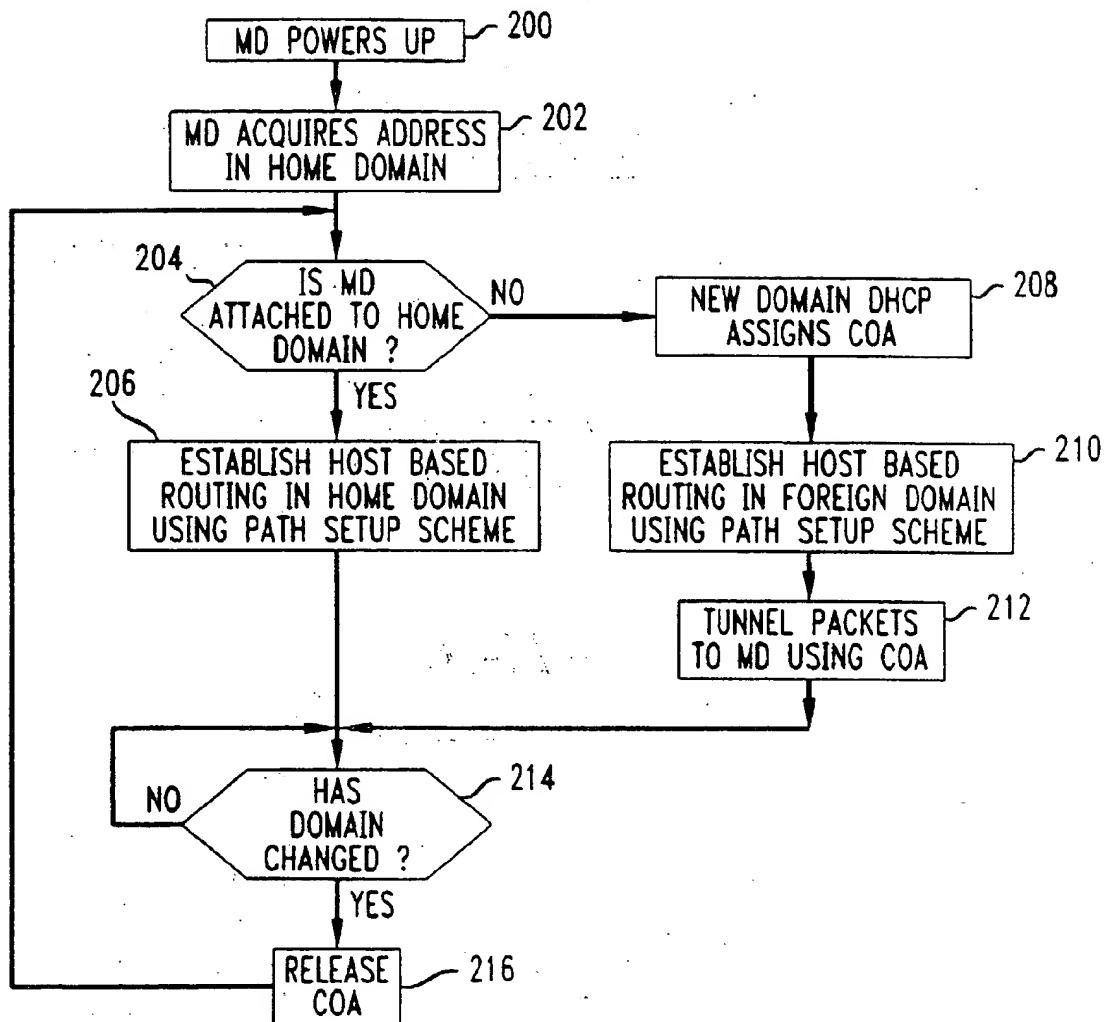 MD POWERS UP
200
MD ACQUIRES ADDRESS
IN HOME DOMAIN
202
204
IS MD
ATTACHED TO HOME
DOMAIN ?
NO
YES
NEW DOMAIN DHCP
ASSIGNS COA
208
206
ESTABLISH HOST BASED
ROUTING IN HOME DOMAIN
USING PATH SETUP SCHEME
ESTABLISH HOST BASED
ROUTING IN FOREIGN DOMAIN
USING PATH SETUP SCHEME
210
TUNNEL PACKETS
TO MD USING COA
212
HAS
DOMAIN
CHANGED ?
214
NO
YES
RELEASE
COA
216